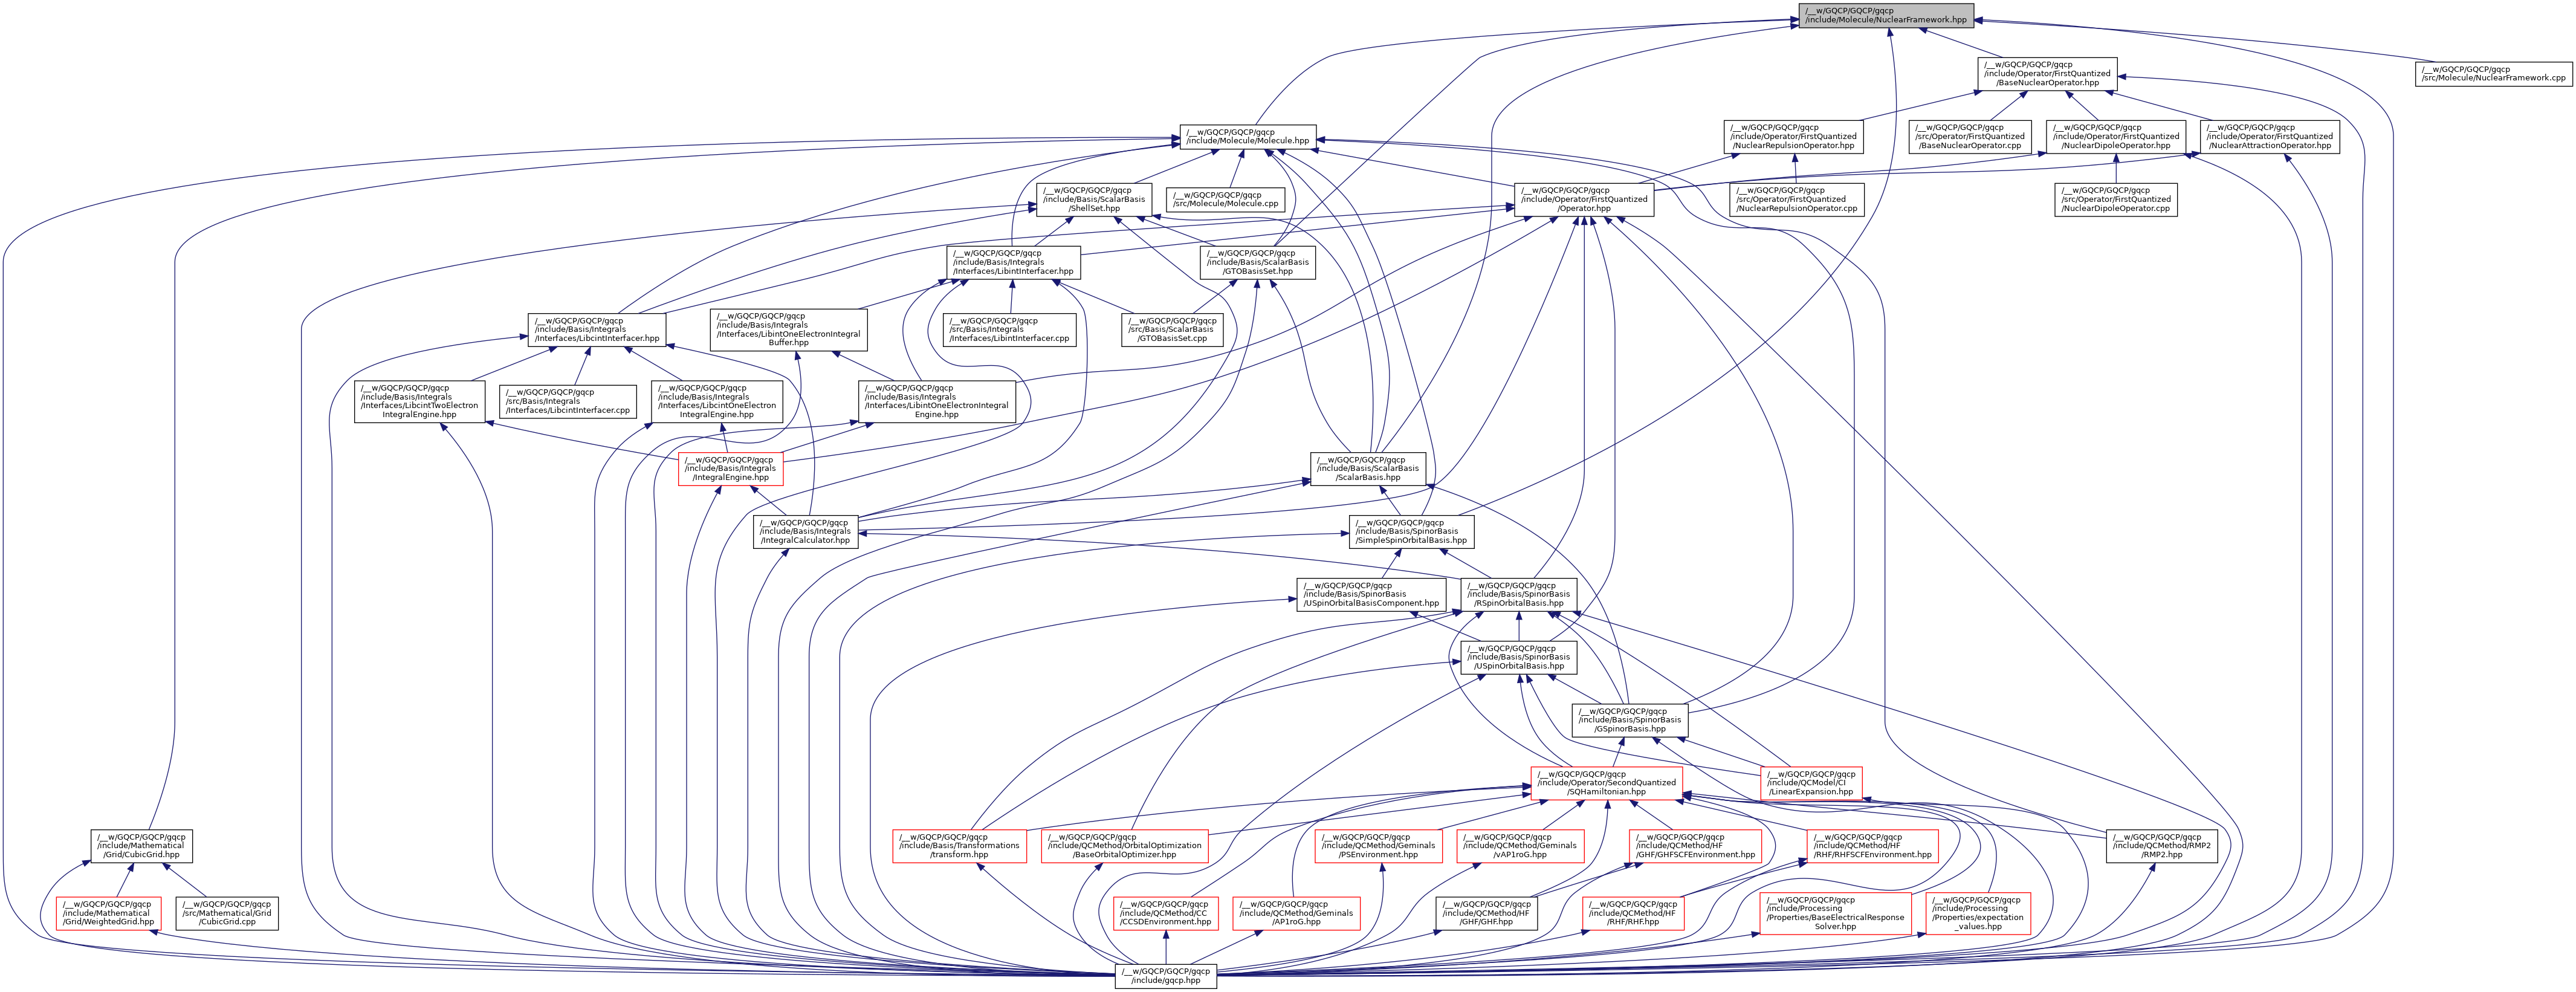 /__w/GQCP/GQCP/gqcp
/include/Molecule/NuclearFramework.hpp
/__w/GQCP/GQCP/gqcp
/include/Operator/FirstQuantized
/BaseNuclearOperator.hpp
/__w/GQCP/GQCP/gqcp
/src/Molecule/NuclearFramework.cpp
/__w/GQCP/GQCP/gqcp
/include/Molecule/Molecule.hpp
/__w/GQCP/GQCP/gqcp
/include/Operator/FirstQuantized
/NuclearRepulsionOperator.hpp
/__w/GQCP/GQCP/gqcp
/src/Operator/FirstQuantized
/BaseNuclearOperator.cpp
/__w/GQCP/GQCP/gqcp
/include/Operator/FirstQuantized
/NuclearDipoleOperator.hpp
/__w/GQCP/GQCP/gqcp
/include/Operator/FirstQuantized
/NuclearAttractionOperator.hpp
/__w/GQCP/GQCP/gqcp
/include/Basis/ScalarBasis
/ShellSet.hpp
/__w/GQCP/GQCP/gqcp
/src/Molecule/Molecule.cpp
/__w/GQCP/GQCP/gqcp
/include/Operator/FirstQuantized
/Operator.hpp
/__w/GQCP/GQCP/gqcp
/src/Operator/FirstQuantized
/NuclearRepulsionOperator.cpp
/__w/GQCP/GQCP/gqcp
/src/Operator/FirstQuantized
/NuclearDipoleOperator.cpp
/__w/GQCP/GQCP/gqcp
/include/Basis/Integrals
/Interfaces/LibintInterfacer.hpp
/__w/GQCP/GQCP/gqcp
/include/Basis/ScalarBasis
/GTOBasisSet.hpp
/__w/GQCP/GQCP/gqcp
/include/Basis/Integrals
/Interfaces/LibcintInterfacer.hpp
/__w/GQCP/GQCP/gqcp
/include/Basis/Integrals
/Interfaces/LibintOneElectronIntegral
Buffer.hpp
/__w/GQCP/GQCP/gqcp
/src/Basis/Integrals
/Interfaces/LibintInterfacer.cpp
/__w/GQCP/GQCP/gqcp
/src/Basis/ScalarBasis
/GTOBasisSet.cpp
/__w/GQCP/GQCP/gqcp
/include/Basis/Integrals
/Interfaces/LibcintTwoElectron
IntegralEngine.hpp
/__w/GQCP/GQCP/gqcp
/src/Basis/Integrals
/Interfaces/LibcintInterfacer.cpp
/__w/GQCP/GQCP/gqcp
/include/Basis/Integrals
/Interfaces/LibcintOneElectron
IntegralEngine.hpp
/__w/GQCP/GQCP/gqcp
/include/Basis/Integrals
/Interfaces/LibintOneElectronIntegral
Engine.hpp
/__w/GQCP/GQCP/gqcp
/include/Basis/Integrals
/IntegralEngine.hpp
/__w/GQCP/GQCP/gqcp
/include/Basis/ScalarBasis
/ScalarBasis.hpp
/__w/GQCP/GQCP/gqcp
/include/Basis/Integrals
/IntegralCalculator.hpp
/__w/GQCP/GQCP/gqcp
/include/Basis/SpinorBasis
/SimpleSpinOrbitalBasis.hpp
/__w/GQCP/GQCP/gqcp
/include/Basis/SpinorBasis
/USpinOrbitalBasisComponent.hpp
/__w/GQCP/GQCP/gqcp
/include/Basis/SpinorBasis
/RSpinOrbitalBasis.hpp
/__w/GQCP/GQCP/gqcp
/include/Basis/SpinorBasis
/USpinOrbitalBasis.hpp
/__w/GQCP/GQCP/gqcp
/include/Basis/SpinorBasis
/GSpinorBasis.hpp
/__w/GQCP/GQCP/gqcp
/include/Operator/SecondQuantized
/SQHamiltonian.hpp
/__w/GQCP/GQCP/gqcp
/include/QCModel/CI
/LinearExpansion.hpp
/__w/GQCP/GQCP/gqcp
/include/Mathematical
/Grid/CubicGrid.hpp
/__w/GQCP/GQCP/gqcp
/include/Basis/Transformations
/transform.hpp
/__w/GQCP/GQCP/gqcp
/include/QCMethod/OrbitalOptimization
/BaseOrbitalOptimizer.hpp
/__w/GQCP/GQCP/gqcp
/include/QCMethod/Geminals
/PSEnvironment.hpp
/__w/GQCP/GQCP/gqcp
/include/QCMethod/Geminals
/vAP1roG.hpp
/__w/GQCP/GQCP/gqcp
/include/QCMethod/HF
/GHF/GHFSCFEnvironment.hpp
/__w/GQCP/GQCP/gqcp
/include/QCMethod/HF
/RHF/RHFSCFEnvironment.hpp
/__w/GQCP/GQCP/gqcp
/include/QCMethod/RMP2
/RMP2.hpp
/__w/GQCP/GQCP/gqcp
/include/Mathematical
/Grid/WeightedGrid.hpp
/__w/GQCP/GQCP/gqcp
/src/Mathematical/Grid
/CubicGrid.cpp
/__w/GQCP/GQCP/gqcp
/include/QCMethod/CC
/CCSDEnvironment.hpp
/__w/GQCP/GQCP/gqcp
/include/QCMethod/Geminals
/AP1roG.hpp
/__w/GQCP/GQCP/gqcp
/include/QCMethod/HF
/GHF/GHF.hpp
/__w/GQCP/GQCP/gqcp
/include/QCMethod/HF
/RHF/RHF.hpp
/__w/GQCP/GQCP/gqcp
/include/Processing
/Properties/BaseElectricalResponse
Solver.hpp
/__w/GQCP/GQCP/gqcp
/include/Processing
/Properties/expectation
_values.hpp
/__w/GQCP/GQCP/gqcp
/include/gqcp.hpp